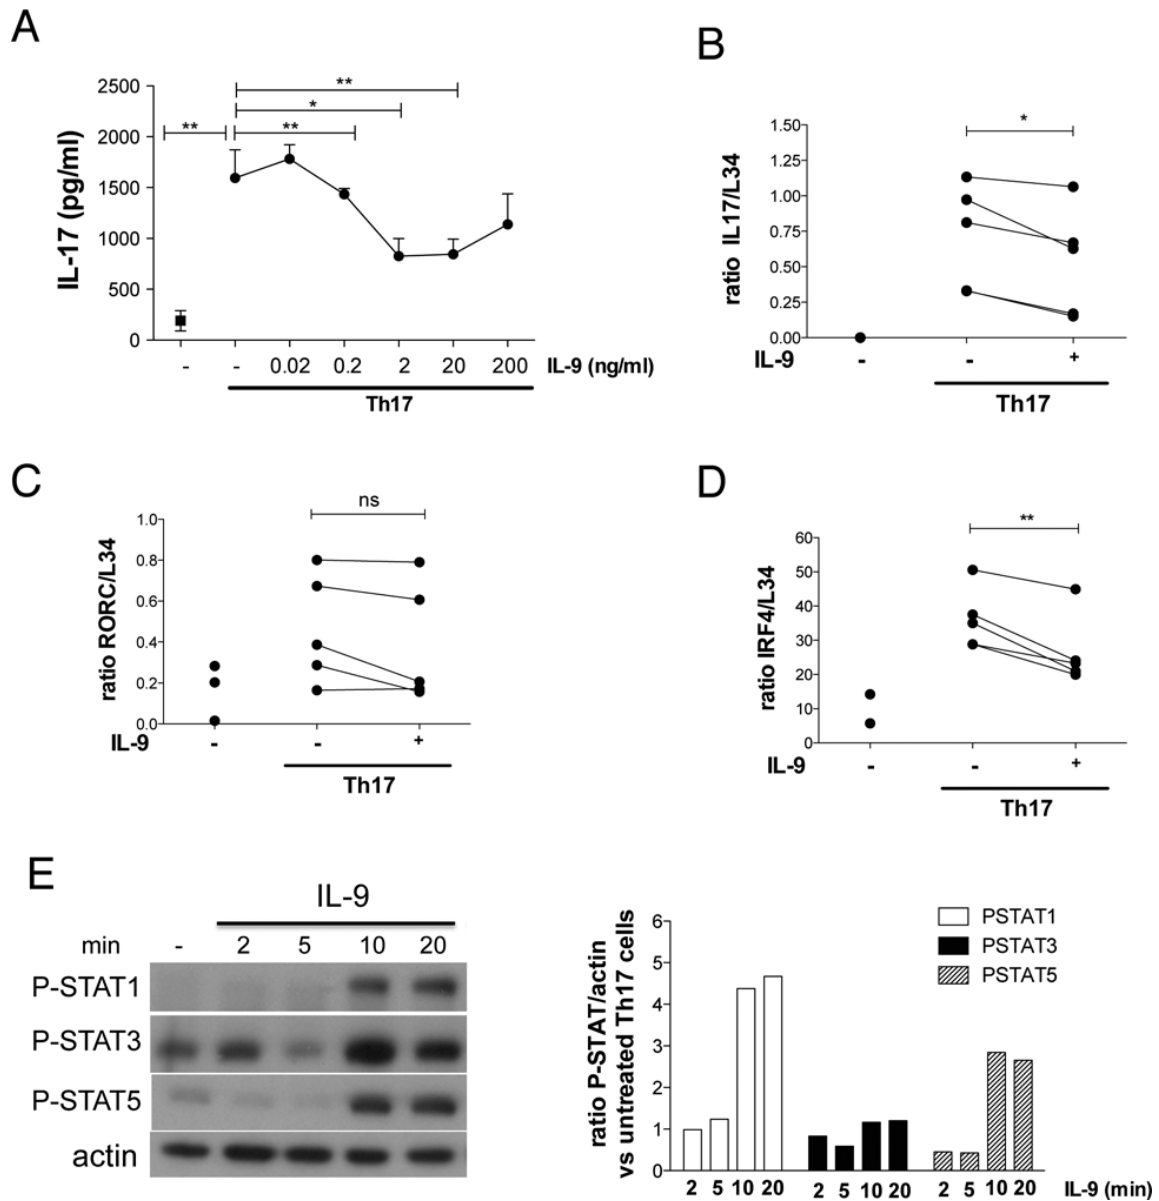 A
IL-17 (pg/ml)
2500
2000
1500
1000
500
0
**
*
** **
- - 0.02 0.2 2 20 200 IL-9 (ng/ml)
Th17
B
ratio IL17/L34
1.50
1.25
1.00
0.75
0.50
0.25
0.00
*
IL-9 - - +
Th17
C
ratio RORC/L34
1.0
0.8
0.6
0.4
0.2
0.0
ns
IL-9 - - +
Th17
D
ratio IRF4/L34
60
50
40
30
20
10
0
**
IL-9 - - +
Th17
E
IL-9
min - 2 5 10 20
P-STAT1
P-STAT3
P-STAT5
actin
ratio P-STAT/actin
vs untreated Th17 cells
6
5
4
3
2
1
0
PSTAT1
PSTAT3
PSTAT5
2 5 10 20 2 5 10 20 2 5 10 20 IL-9 (min)